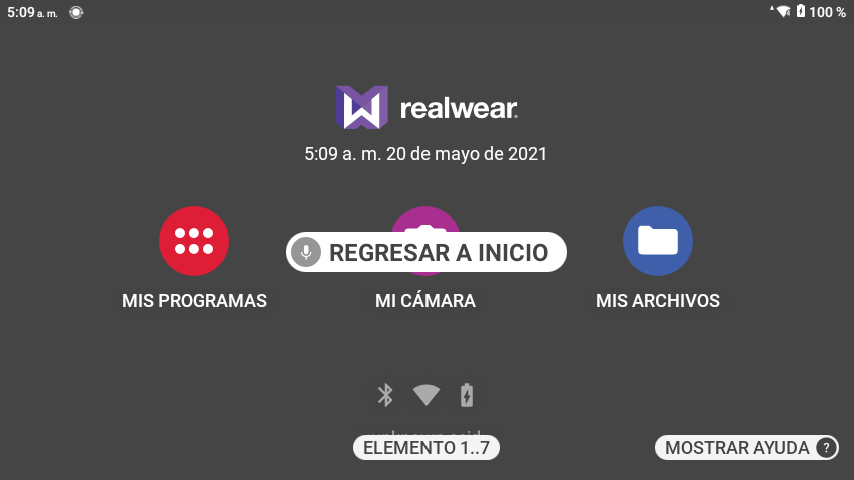 5:09 a. m.
100 %
realwear
5:09 a. m. 20 de mayo de 2021
REGRESAR A INICIO
MIS PROGRAMAS
MI CÁMARA
MIS ARCHIVOS
ELEMENTO 1..7
MOSTRAR AYUDA ?